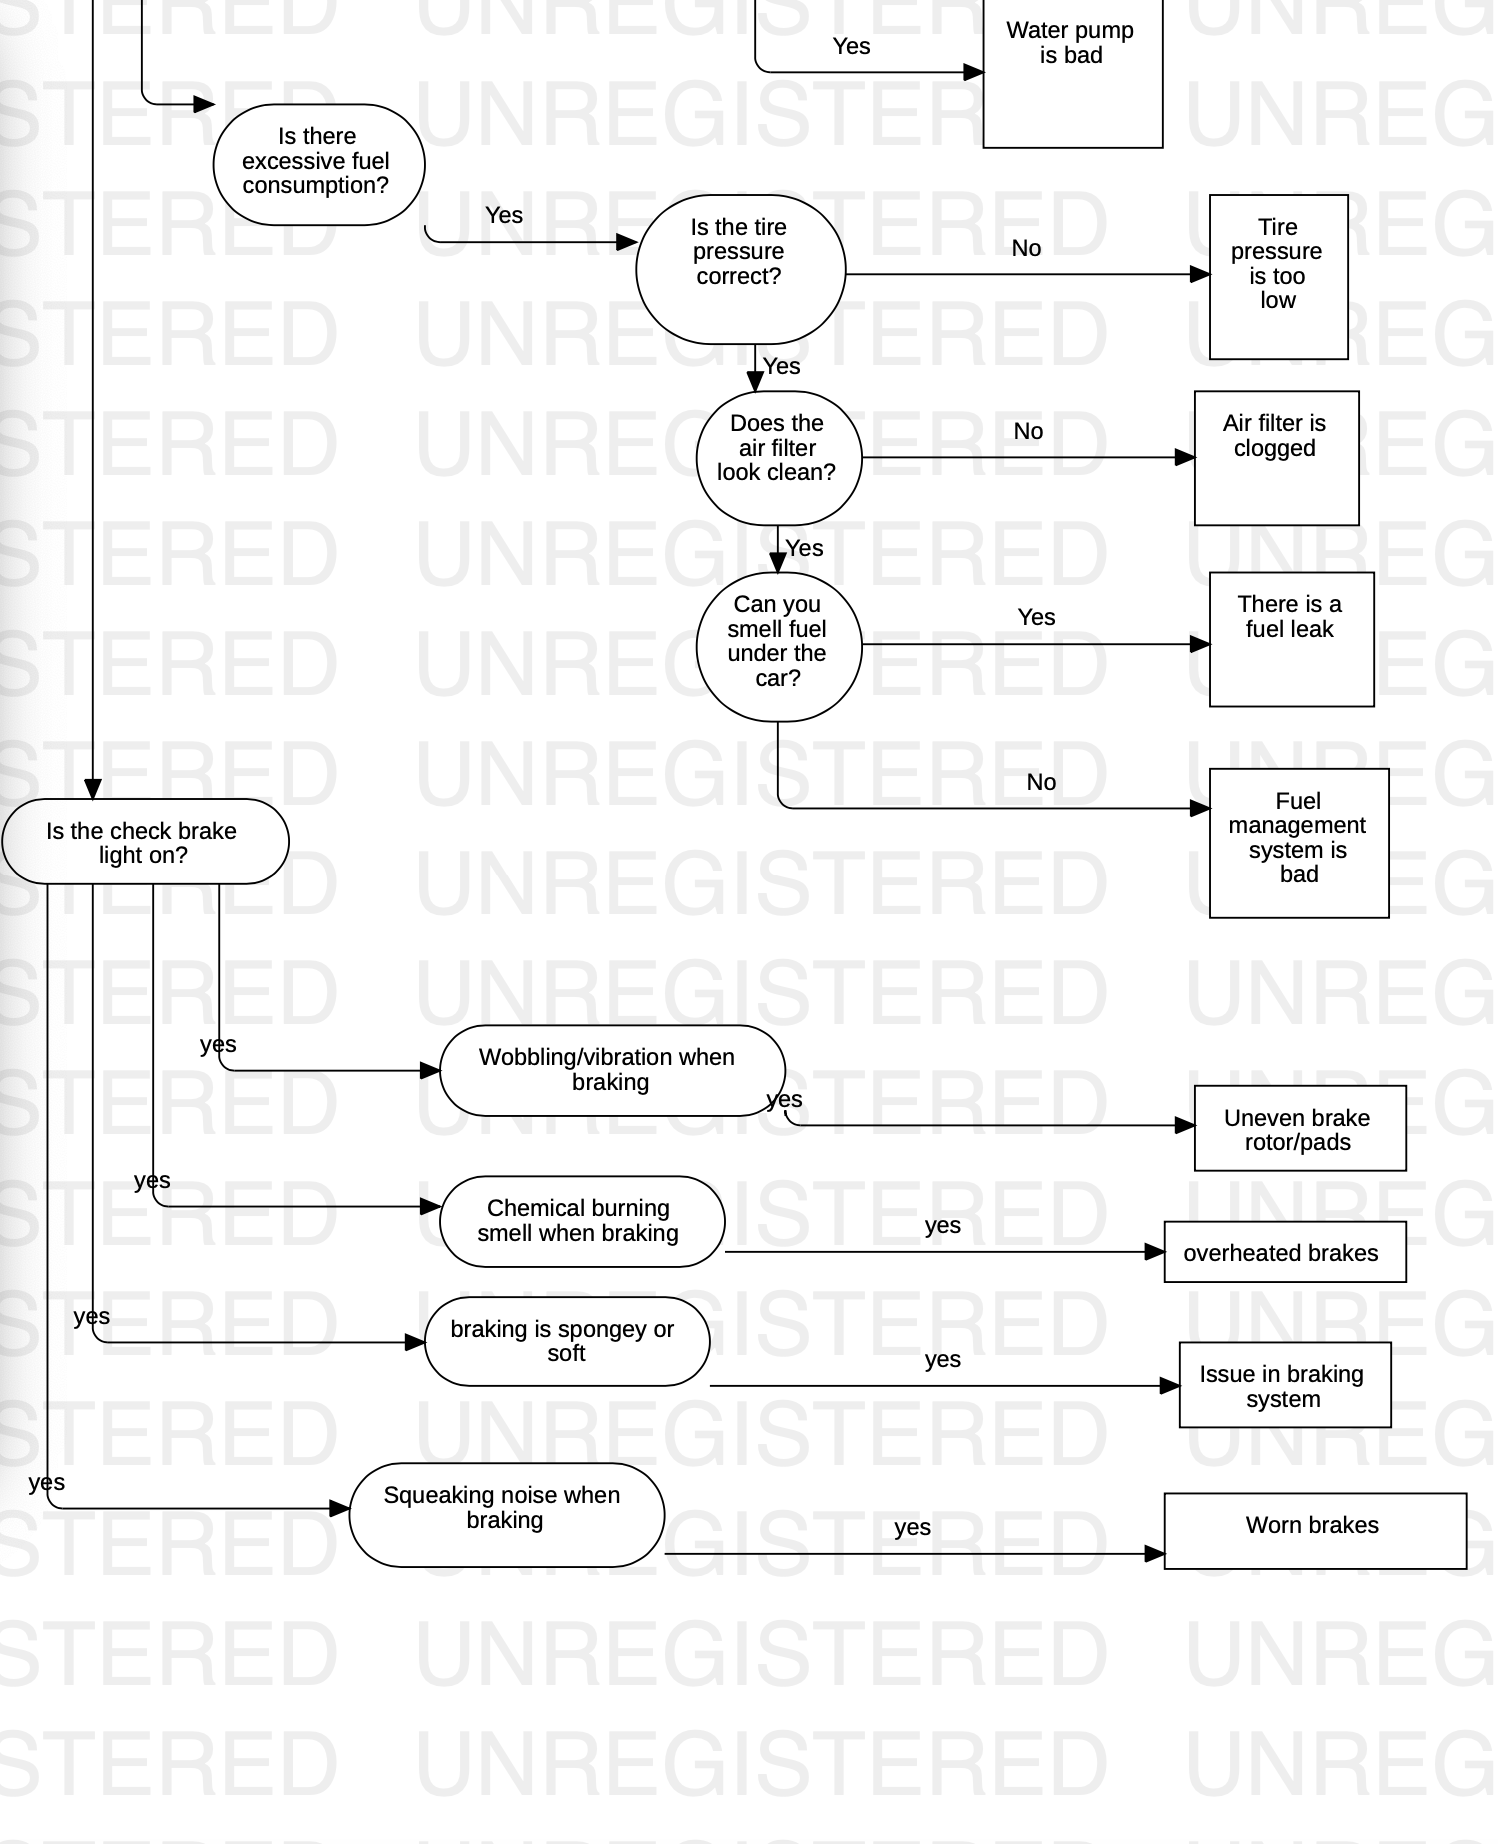 Water pump
is bad
Yes
Is there
excessive fuel
consumption?
Yes
Is the tire
pressure
correct?
No
Tire
pressure
is too
low
Yes
Does the
air filter
look clean?
No
Air filter is
clogged
Yes
Can you
smell fuel
under the
car?
Yes
There is a
fuel leak
No
Fuel
management
system is
bad
Is the check brake
light on?
yes
Wobbling/vibration when
braking
yes
Uneven brake
rotor/pads
yes
Chemical burning
smell when braking
yes
overheated brakes
yes
braking is spongey or
soft
yes
Issue in braking
system
yes
Squeaking noise when
braking
yes
Worn brakes
STERED UNREGISTERED UNREG